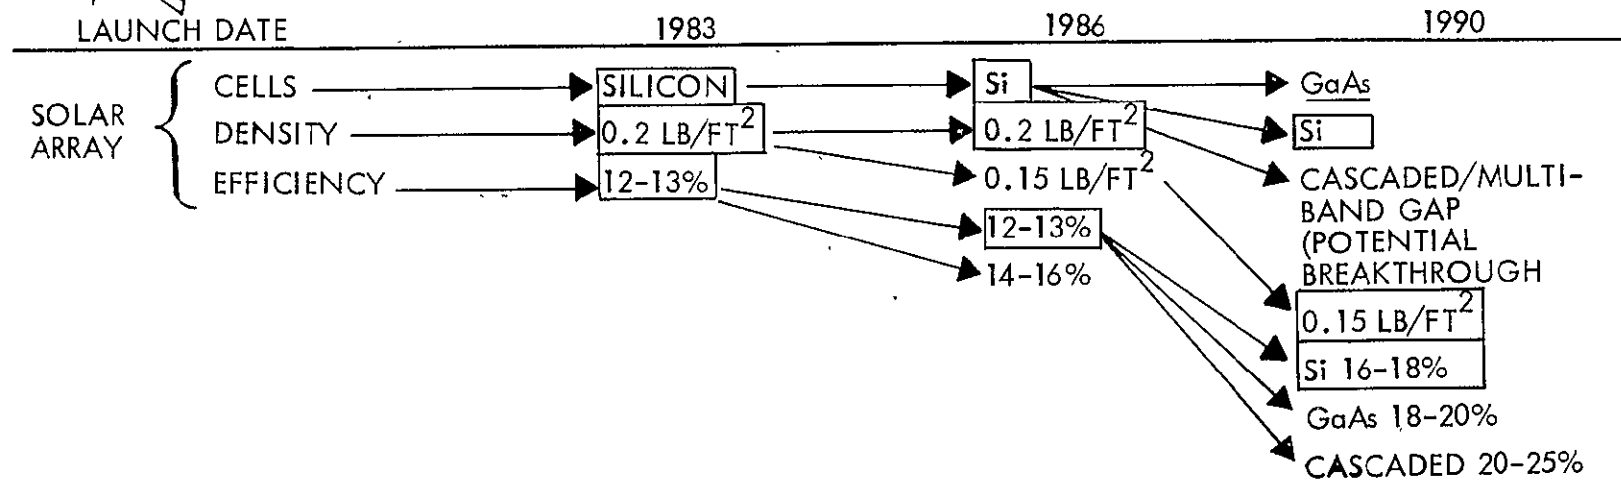 LAUNCH DATE 1983 1986 1990
CELLS SILICON Si GaAs
SOLAR ARRAY
DENSITY 0.2 LB/FT² 0.2 LB/FT² Si
EFFICIENCY 12-13% 0.15 LB/FT² CASCADED/MULTI-
BAND GAP
12-13% (POTENTIAL
14-16% BREAKTHROUGH
0.15 LB/FT²
Si 16-18%
GaAs 18-20%
CASCADED 20-25%